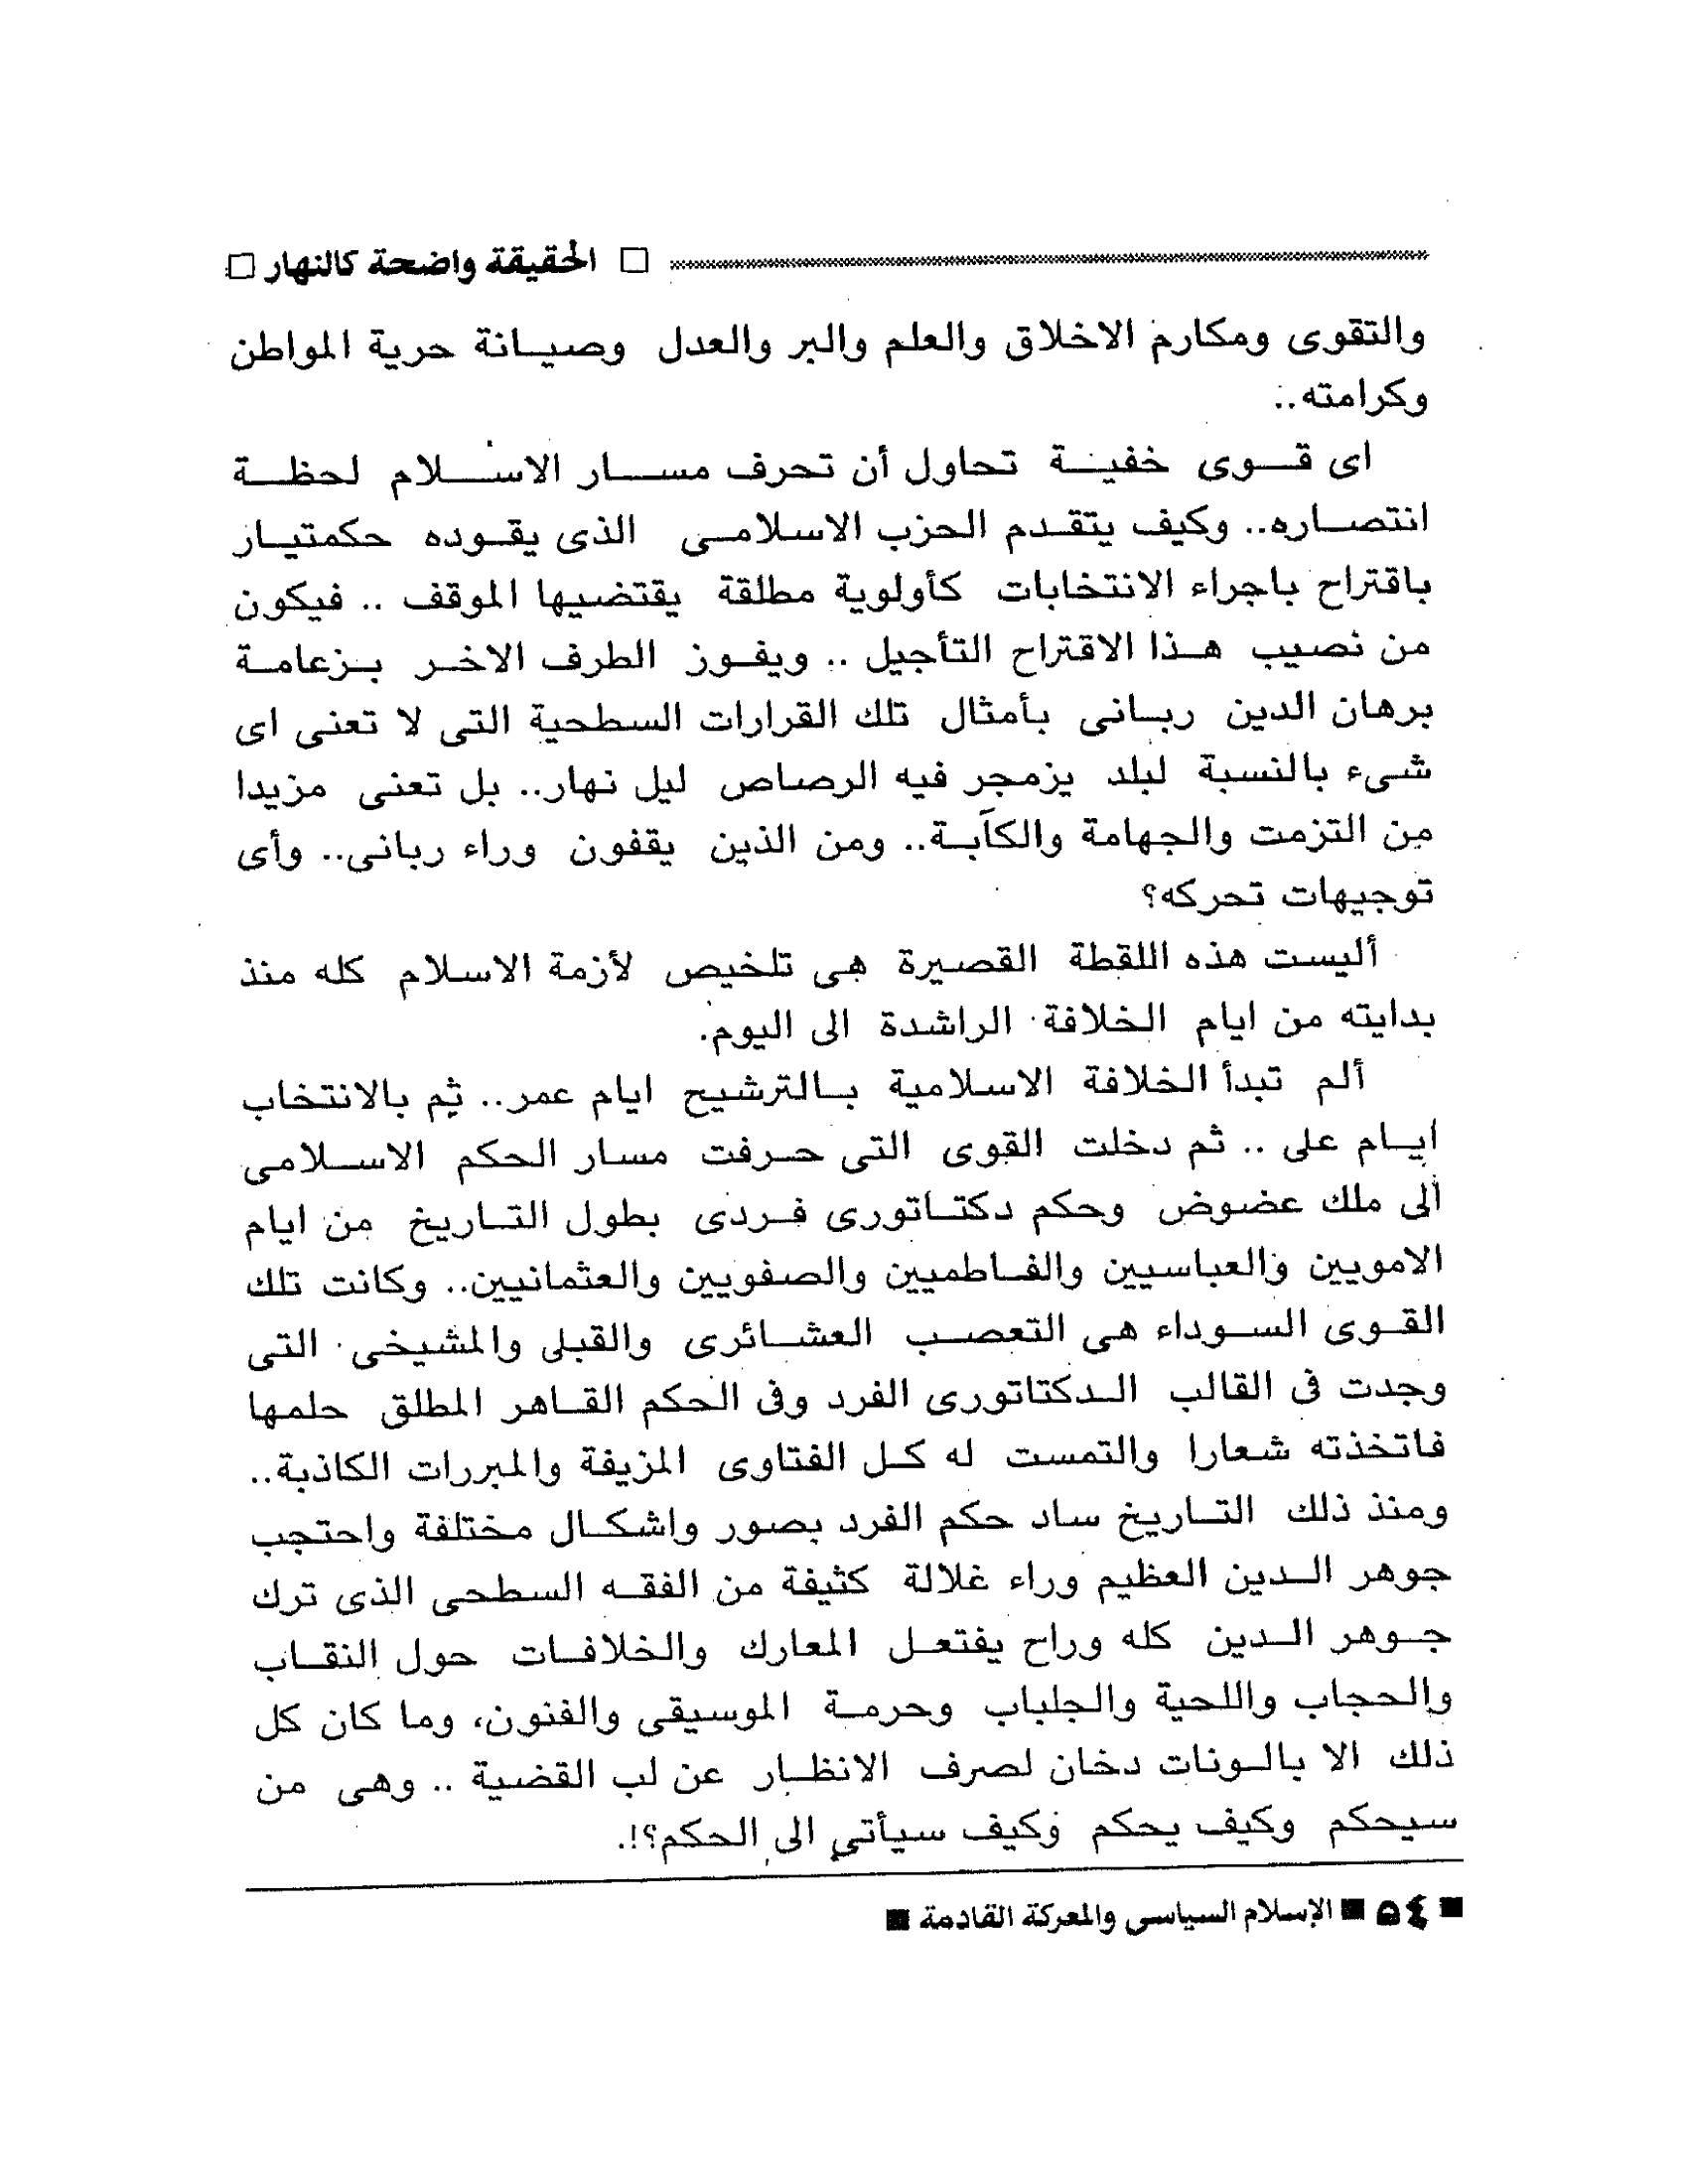 □ الحقيقة واضحة كالنهار □
والتقوى ومكارم الاخلاق والعلم والبر والعدل وصيانة حرية المواطن
وكرامته..
اى قوى خفية تحاول أن تحرف مسار الاسلام لحظة
انتصاره.. وكيف يتقدم الحزب الاسلامى الذى يقوده حكمتيار
باقتراح باجراء الانتخابات كأولوية مطلقة يقتضيها الموقف .. فيكون
من نصيب هذا الاقتراح التأجيل .. ويفوز الطرف الاخر بزعامة
برهان الدين ربانى بأمثال تلك القرارات السطحية التى لا تعنى اى
شىء بالنسبة لبلد يزمجر فيه الرصاص ليل نهار.. بل تعنى مزيدا
من التزمت والجهامة والكآبة.. ومن الذين يقفون وراء ربانى.. وأى
توجيهات تحركه؟
أليست هذه اللقطة القصيرة هى تلخيص لأزمة الاسلام كله منذ
بدايته من ايام الخلافة الراشدة الى اليوم.
ألم تبدأ الخلافة الاسلامية بالترشيح ايام عمر.. ثم بالانتخاب
ايام على .. ثم دخلت القوى التى حرفت مسار الحكم الاسلامى
الى ملك عضوض وحكم دكتاتورى فردى بطول التاريخ من ايام
الامويين والعباسيين والفاطميين والصفويين والعثمانيين.. وكانت تلك
القوى السوداء هى التعصب العشائرى والقبلى والمشيخى التى
وجدت فى القالب الدكتاتورى الفرد وفى الحكم القاهر المطلق حلمها
فاتخذته شعارا والتمست له كل الفتاوى المزيفة والمبررات الكاذبة..
ومنذ ذلك التاريخ ساد حكم الفرد بصور واشكال مختلفة واحتجب
جوهر الدين العظيم وراء غلالة كثيفة من الفقه السطحى الذى ترك
جوهر الدين كله وراح يفتعل المعارك والخلافات حول النقاب
والحجاب واللحية والجلباب وحرمة الموسيقى والفنون، وما كان كل
ذلك الا بالونات دخان لصرف الانظار عن لب القضية .. وهى من
سيحكم وكيف يحكم وكيف سيأتى الى الحكم؟!.
■ ٥٤ ■ الإسلام السياسى والمعركة القادمة ■